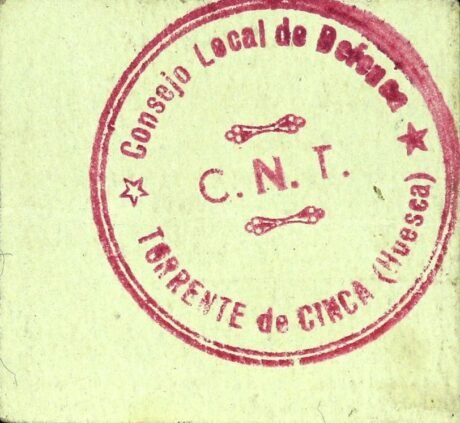 Consejo Local de Defensa
C.N.T.
TORRENTE de CINCA (Huesca)